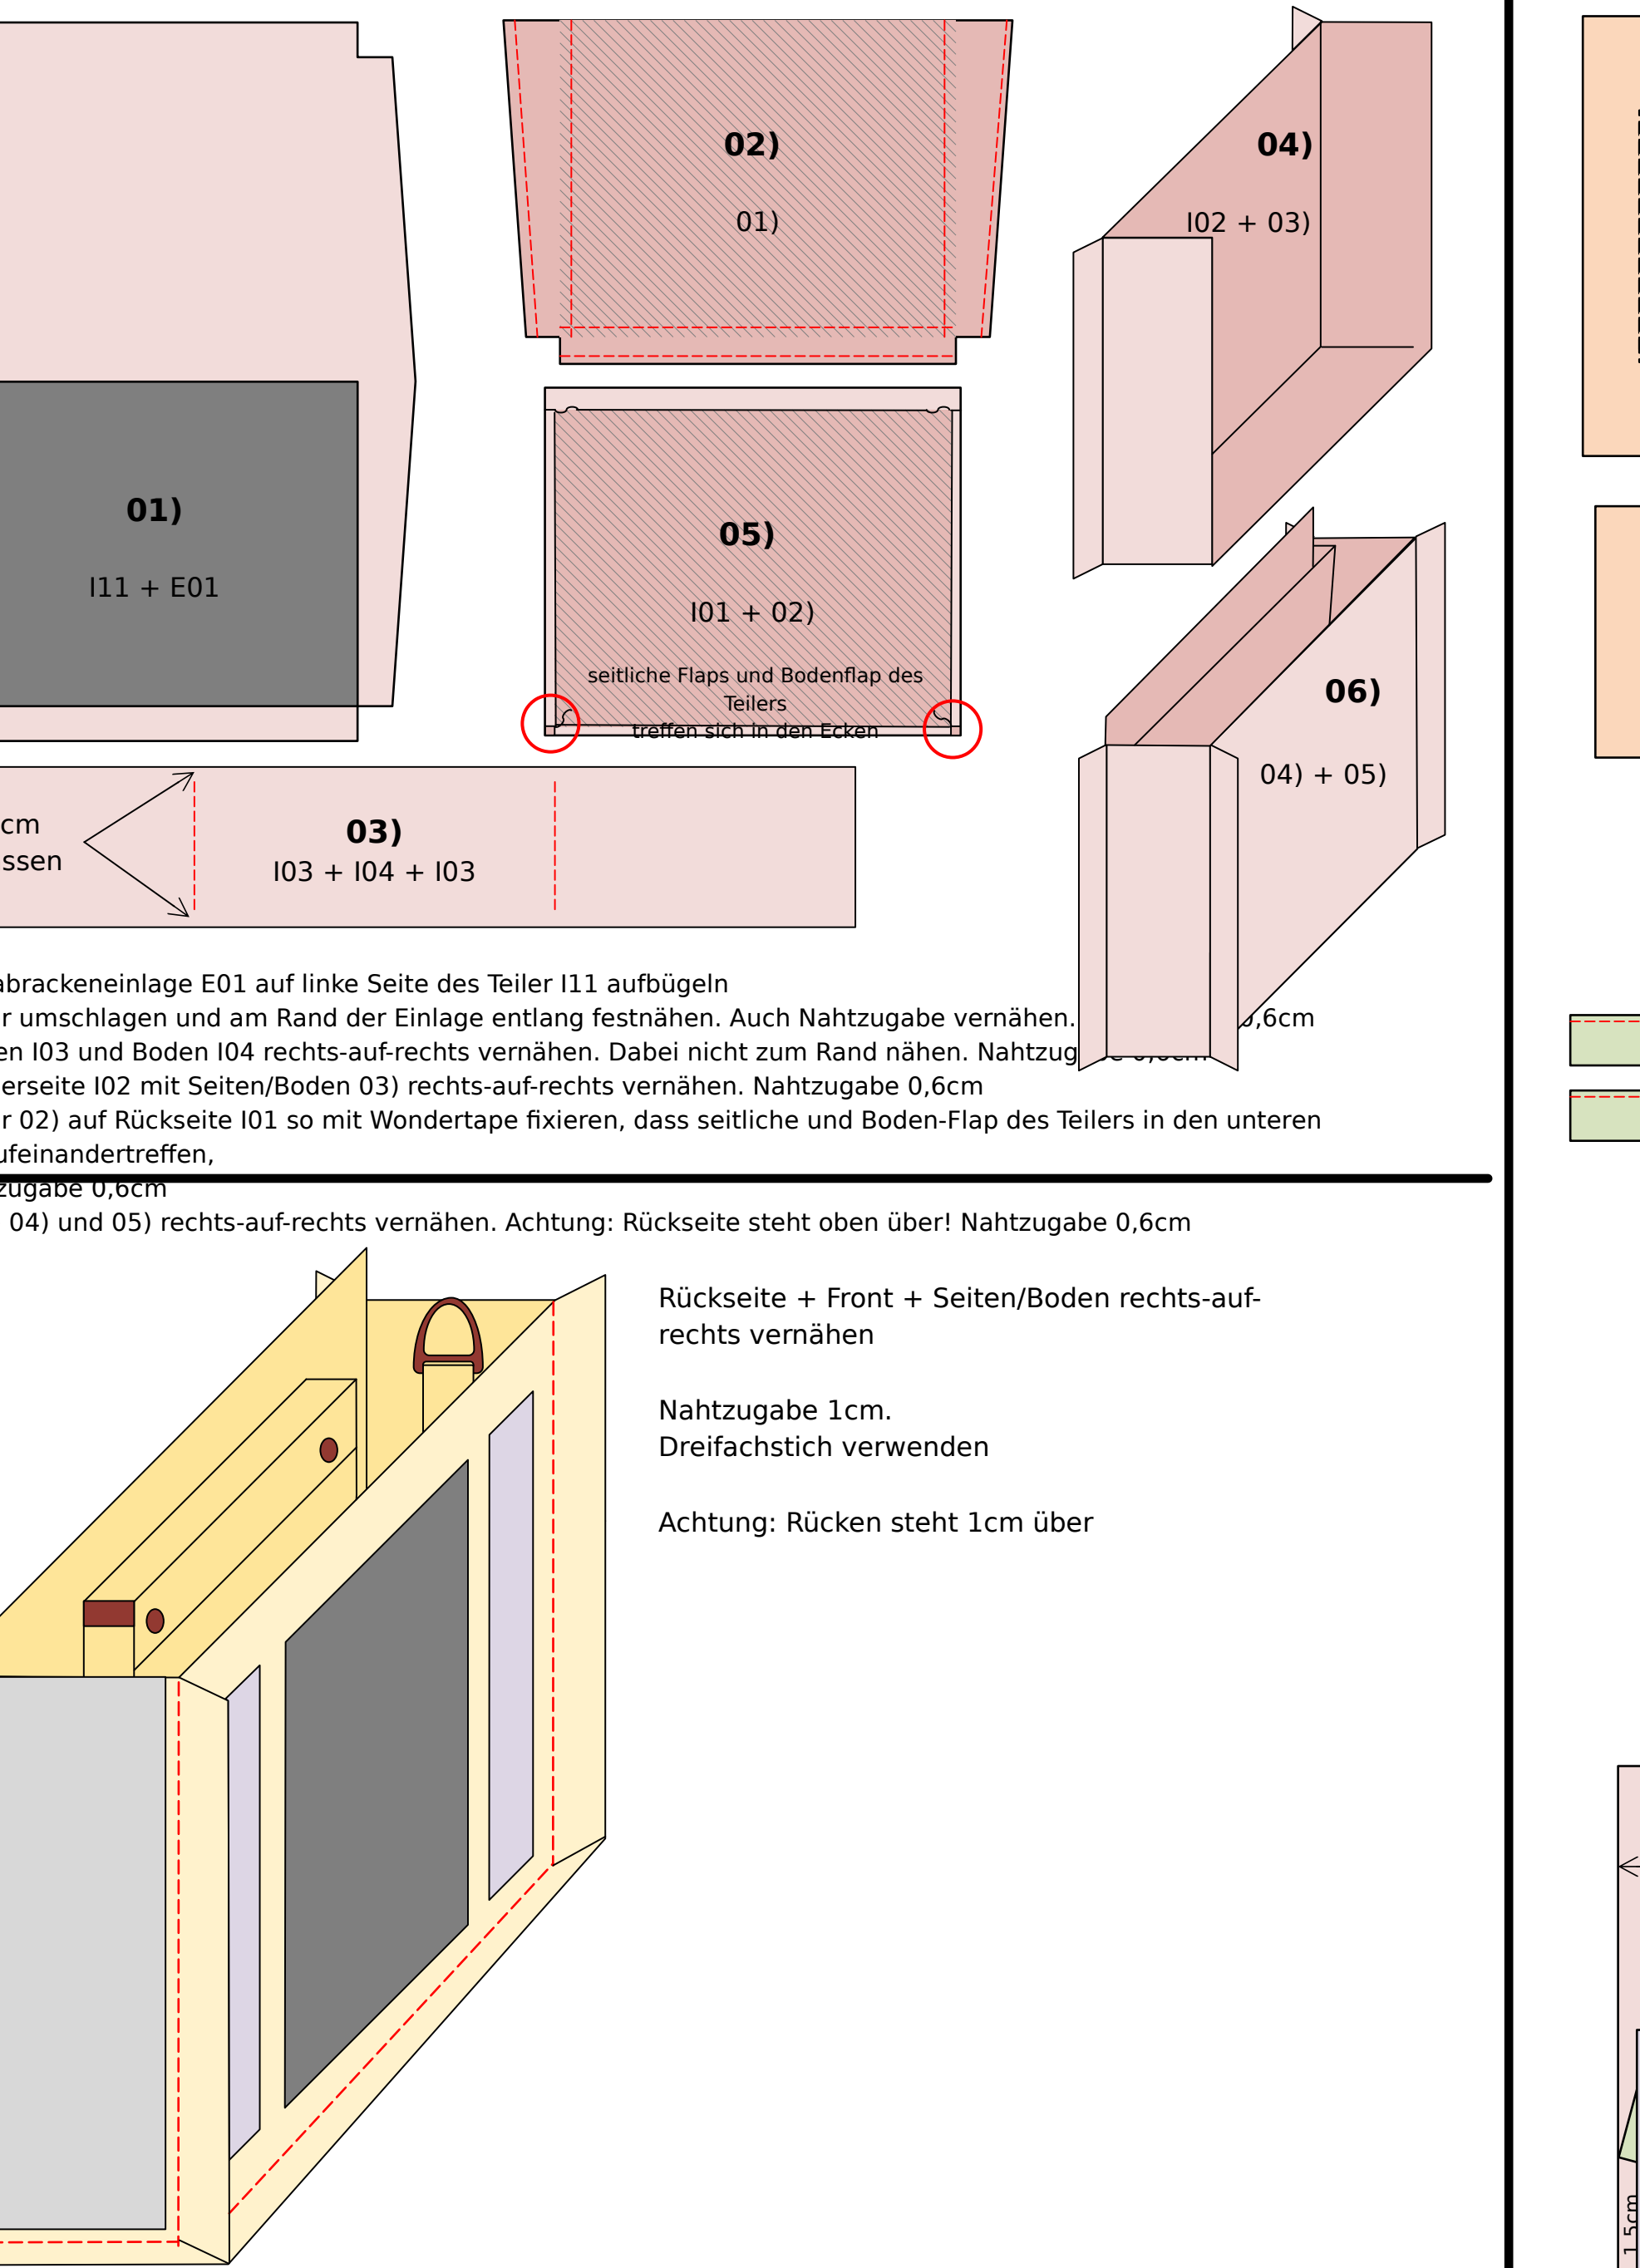 02)
01)
04)
I02 + 03)
01)
I11 + E01
05)
I01 + 02)
seitliche Flaps und Bodenflap des
Teilers
treffen sich in den Ecken
06)
04) + 05)
cm
ssen
03)
I03 + I04 + I03
abrackeneinlage E01 auf linke Seite des Teiler I11 aufbügeln
r umschlagen und am Rand der Einlage entlang festnähen. Auch Nahtzugabe vernähen. ,6cm
en I03 und Boden I04 rechts-auf-rechts vernähen. Dabei nicht zum Rand nähen. Nahtzugabe 0,6cm
erseite I02 mit Seiten/Boden 03) rechts-auf-rechts vernähen. Nahtzugabe 0,6cm
r 02) auf Rückseite I01 so mit Wondertape fixieren, dass seitliche und Boden-Flap des Teilers in den unteren
ufeinandertreffen,
zugabe 0,6cm
04) und 05) rechts-auf-rechts vernähen. Achtung: Rückseite steht oben über! Nahtzugabe 0,6cm
Rückseite + Front + Seiten/Boden rechts-auf-
rechts vernähen
Nahtzugabe 1cm.
Dreifachstich verwenden
Achtung: Rücken steht 1cm über
1,5cm